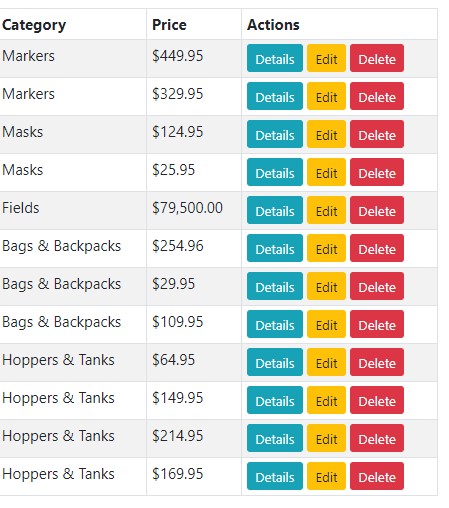 Category Price Actions
Markers $449.95 Details Edit Delete
Markers $329.95 Details Edit Delete
Masks $124.95 Details Edit Delete
Masks $25.95 Details Edit Delete
Fields $79,500.00 Details Edit Delete
Bags & Backpacks $254.96 Details Edit Delete
Bags & Backpacks $29.95 Details Edit Delete
Bags & Backpacks $109.95 Details Edit Delete
Hoppers & Tanks $64.95 Details Edit Delete
Hoppers & Tanks $149.95 Details Edit Delete
Hoppers & Tanks $214.95 Details Edit Delete
Hoppers & Tanks $169.95 Details Edit Delete